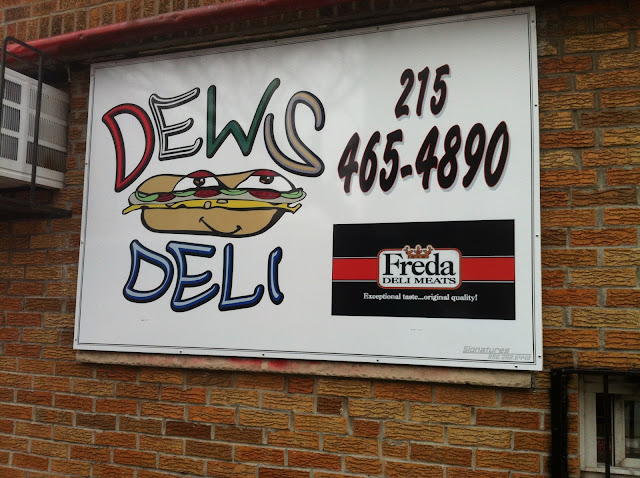 DEWS
DELI
215
465-4890
Freda
DELI MEATS
Exceptional taste...original quality!
Signatures